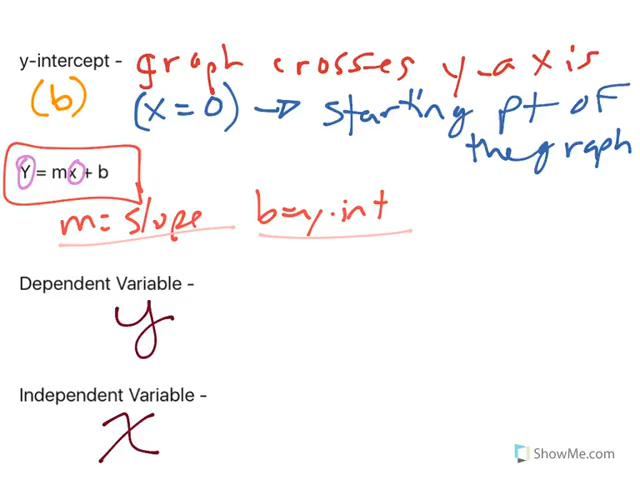 y-intercept - graph crosses y-axis
(b) (x=0) → starting pt of
the graph
Y = mx + b
m= slope b=y.int
Dependent Variable -
y
Independent Variable -
x
ShowMe.com